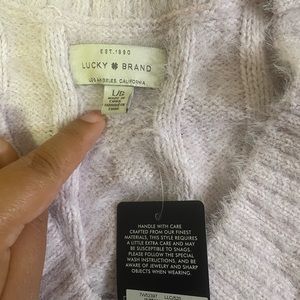 EST. 1990
LUCKY BRAND
LOS ANGELES, CALIFORNIA
L/G
MADE IN
HANDLE WITH CARE
CRAFTED FROM OUR FINEST
MATERIALS, THIS STYLE REQUIRES
A LITTLE EXTRA CARE AND MAY
BE SUSCEPTIBLE TO SNAGS.
PLEASE FOLLOW THE SPECIAL
WASH INSTRUCTIONS, AND BE
AWARE OF JEWELRY AND SHARP
OBJECTS WHEN WEARING.